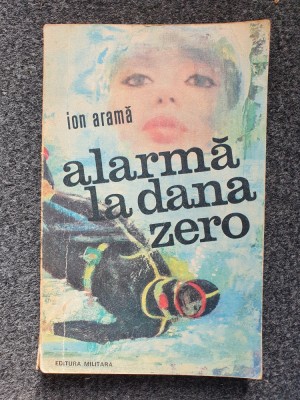 ion aramă
alarmă
la dana
zero
EDITURA MILITARĂ